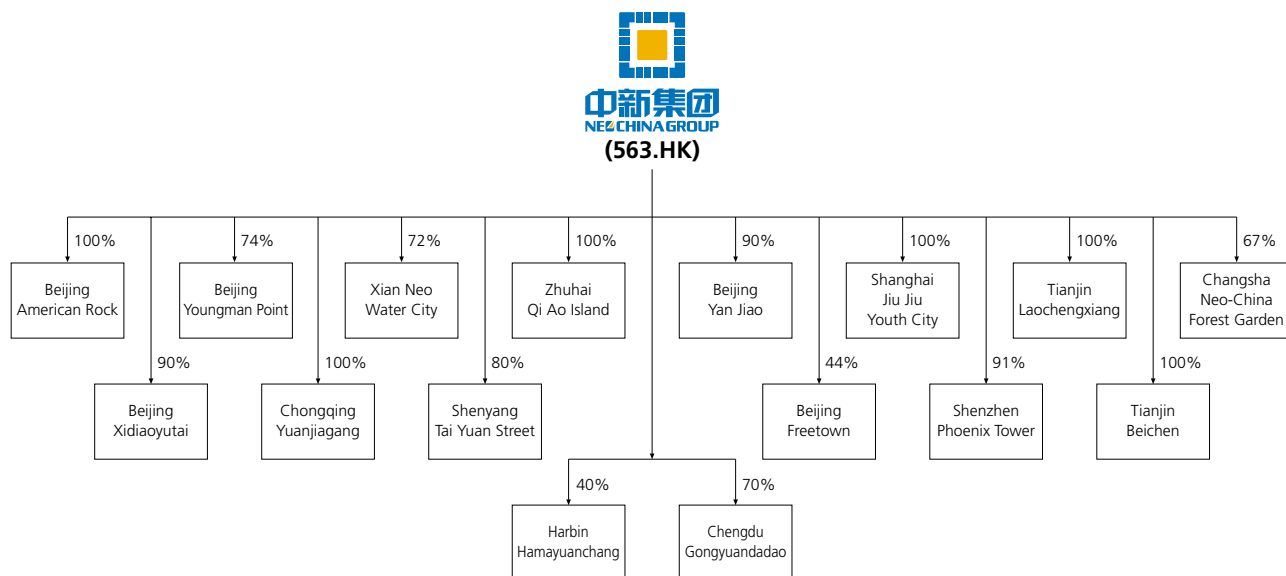 中新集团
NEO CHINA GROUP
(563.HK)
100%
74%
72%
100%
90%
100%
100%
67%
Beijing
American Rock
Beijing
Youngman Point
Xian Neo
Water City
Zhuhai
Qi Ao Island
Beijing
Yan Jiao
Shanghai
Jiu Jiu
Youth City
Tianjin
Laochengxiang
Changsha
Neo-China
Forest Garden
90%
100%
80%
44%
91%
100%
Beijing
Xidiaoyutai
Chongqing
Yuanjiagang
Shenyang
Tai Yuan Street
Beijing
Freetown
Shenzhen
Phoenix Tower
Tianjin
Beichen
40%
70%
Harbin
Hamayuanchang
Chengdu
Gongyuandadao